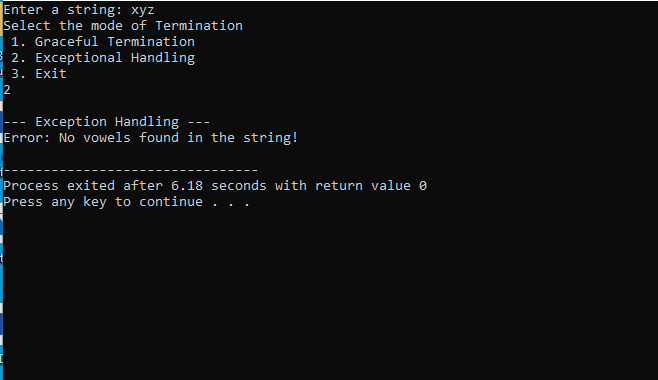 Enter a string: xyz
Select the mode of Termination
 1. Graceful Termination
 2. Exceptional Handling
 3. Exit
2

--- Exception Handling ---
Error: No vowels found in the string!

--------------------------------
Process exited after 6.18 seconds with return value 0
Press any key to continue . . .